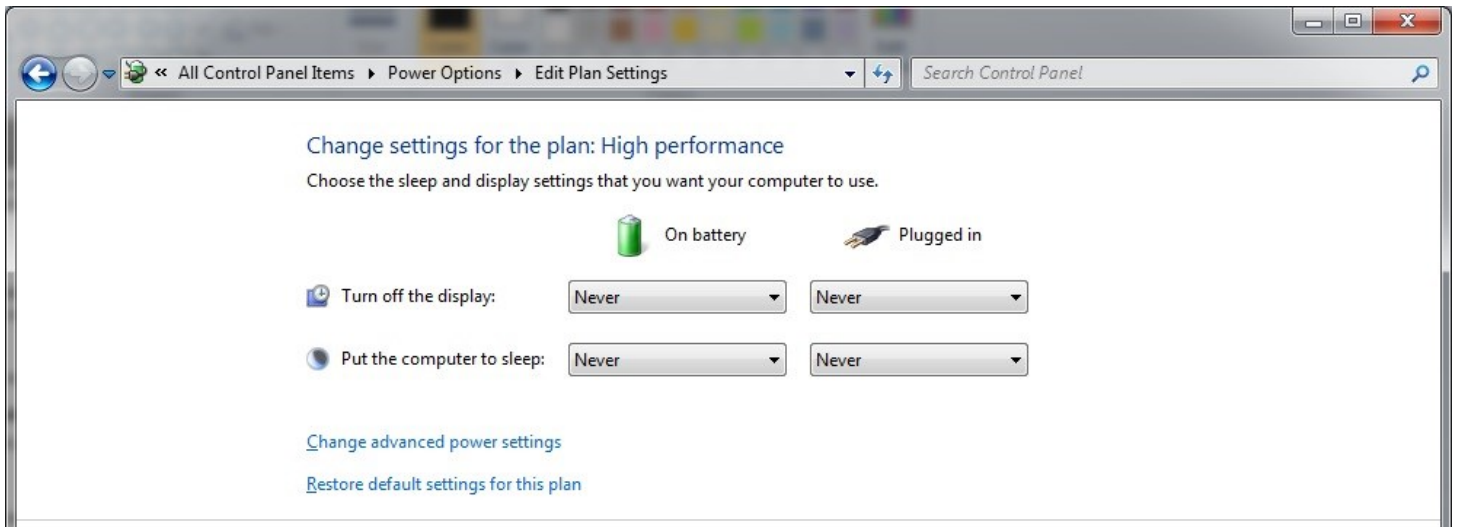 « All Control Panel Items ▸ Power Options ▸ Edit Plan Settings
Search Control Panel
Change settings for the plan: High performance
Choose the sleep and display settings that you want your computer to use.
On battery Plugged in
Turn off the display: Never Never
Put the computer to sleep: Never Never
Change advanced power settings
Restore default settings for this plan